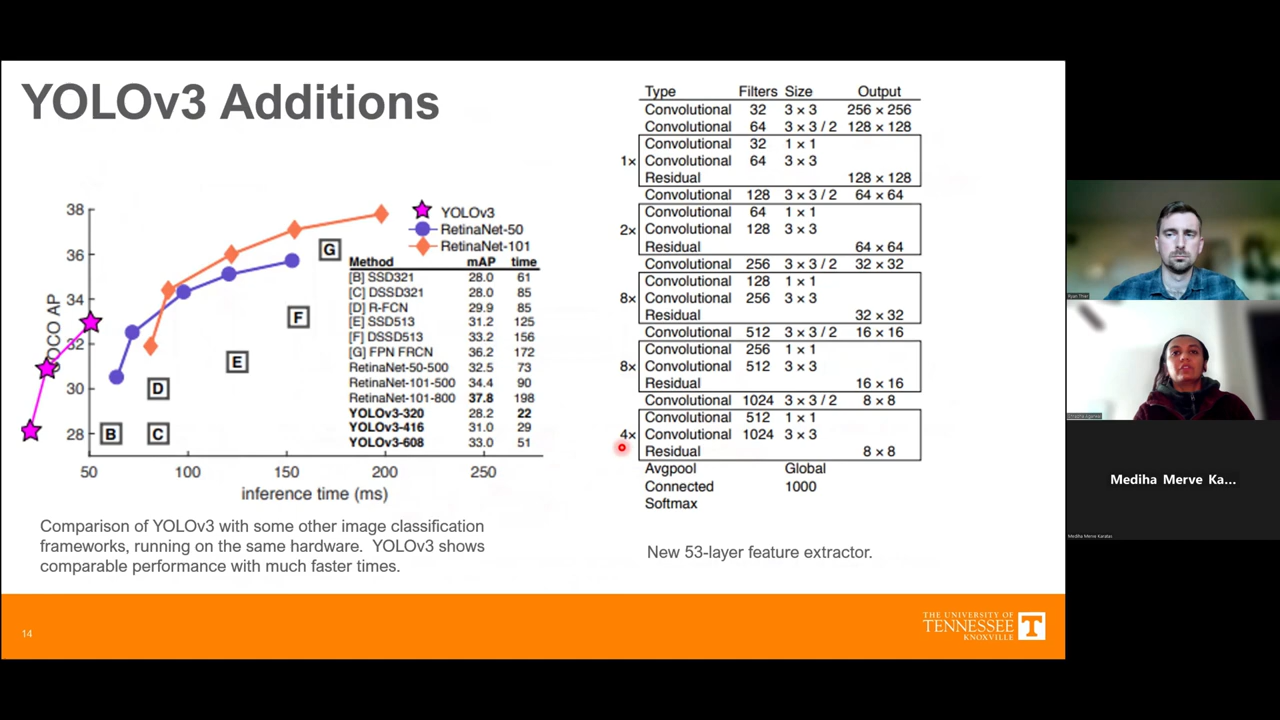 YOLOv3 Additions
38
36
34
32
30
28
COCO AP
50
100
150
200
250
inference time (ms)
B
C
D
E
F
G
YOLOv3
RetinaNet-50
RetinaNet-101
Method mAP time
[B] SSD321 28.0 61
[C] DSSD321 28.0 85
[D] R-FCN 29.9 85
[E] SSD513 31.2 125
[F] DSSD513 33.2 156
[G] FPN FRCN 36.2 172
RetinaNet-50-500 32.5 73
RetinaNet-101-500 34.4 90
RetinaNet-101-800 37.8 198
YOLOv3-320 28.2 22
YOLOv3-416 31.0 29
YOLOv3-608 33.0 51
Comparison of YOLOv3 with some other image classification
frameworks, running on the same hardware. YOLOv3 shows
comparable performance with much faster times.
Type Filters Size Output
Convolutional 32 3 × 3 256 × 256
Convolutional 64 3 × 3 / 2 128 × 128
Convolutional 32 1 × 1
1× Convolutional 64 3 × 3
Residual 128 × 128
Convolutional 128 3 × 3 / 2 64 × 64
Convolutional 64 1 × 1
2× Convolutional 128 3 × 3
Residual 64 × 64
Convolutional 256 3 × 3 / 2 32 × 32
Convolutional 128 1 × 1
8× Convolutional 256 3 × 3
Residual 32 × 32
Convolutional 512 3 × 3 / 2 16 × 16
Convolutional 256 1 × 1
8× Convolutional 512 3 × 3
Residual 16 × 16
Convolutional 1024 3 × 3 / 2 8 × 8
Convolutional 512 1 × 1
4× Convolutional 1024 3 × 3
Residual 8 × 8
Avgpool Global
Connected 1000
Softmax
New 53-layer feature extractor.
14
THE UNIVERSITY OF
TENNESSEE
KNOXVILLE
T
Mediha Merve Ka...
Mediha Merve Karatas